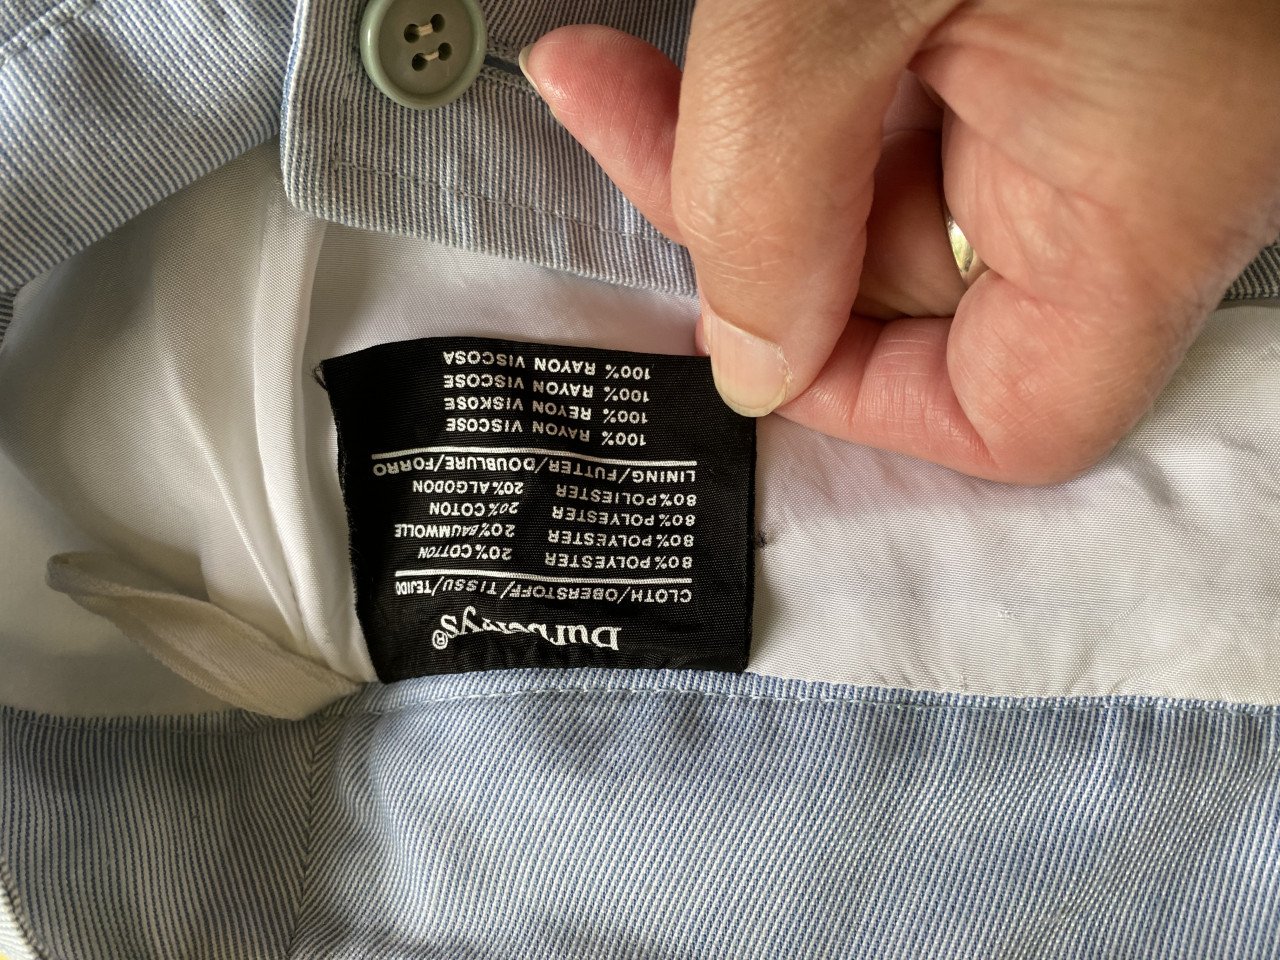 Burberrys®
CLOTH/OBERSTOFF/TISSU/TEJIDO
80% POLYESTER 20% COTTON
80% POLYESTER 20% BAUMWOLLE
80% POLYESTER 20% COTON
80% POLIESTER 20% ALGODON
LINING/FUTTER/DOUBLURE/FORRO
100% RAYON VISCOSE
100% REYON VISKOSE
100% RAYON VISCOSE
100% RAYON VISCOSA